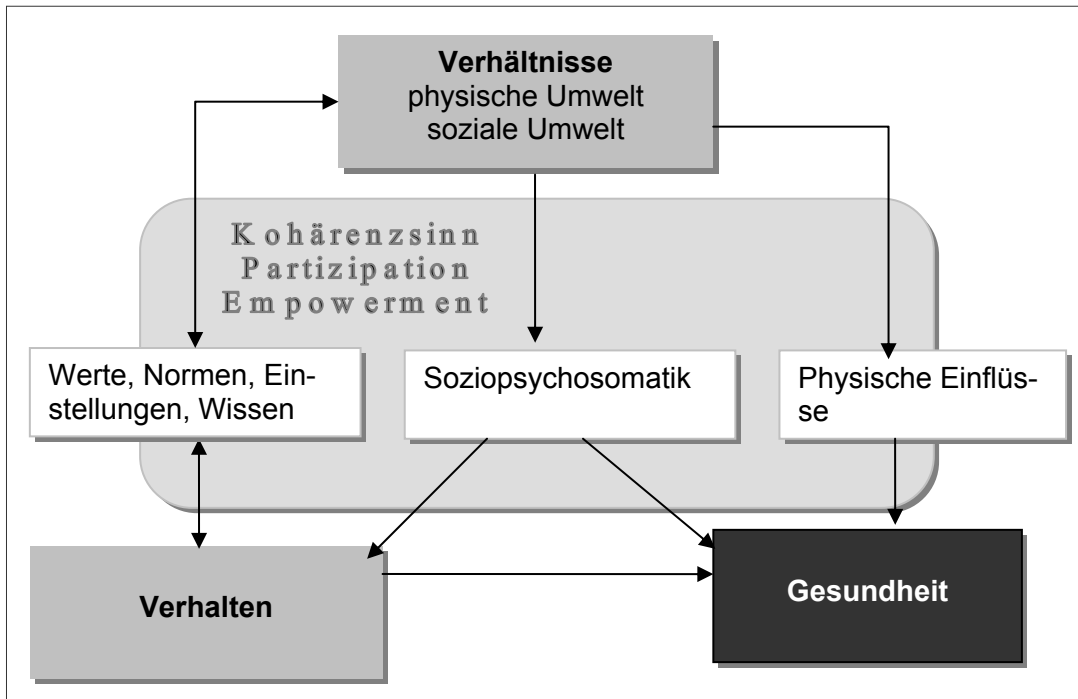 Verhältnisse
physische Umwelt
soziale Umwelt
Kohärenzsinn
Partizipation
Empowerment
Werte, Normen, Ein-
stellungen, Wissen
Soziopsychosomatik
Physische Einflüs-
se
Verhalten
Gesundheit